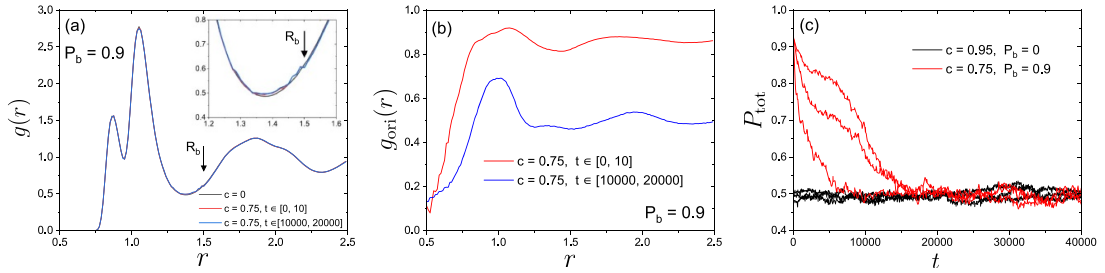 (a)
P_b = 0.9
g(r)
3.0
2.5
2.0
1.5
1.0
0.5
0.0
0.5 1.0 1.5 2.0 2.5
r
R_b
c = 0
c = 0.75, t ∈ [0, 10]
c = 0.75, t ∈[10000, 20000]
0.8
0.7
0.6
0.5
0.4
1.2 1.3 1.4 1.5 1.6
R_b
(b)
g_ori(r)
1.0
0.8
0.6
0.4
0.2
0.0
0.5 1.0 1.5 2.0 2.5
r
c = 0.75, t ∈ [0, 10]
c = 0.75, t ∈ [10000, 20000]
P_b = 0.9
(c)
P_tot
1.0
0.9
0.8
0.7
0.6
0.5
0.4
0 10000 20000 30000 40000
t
c = 0.95, P_b = 0
c = 0.75, P_b = 0.9